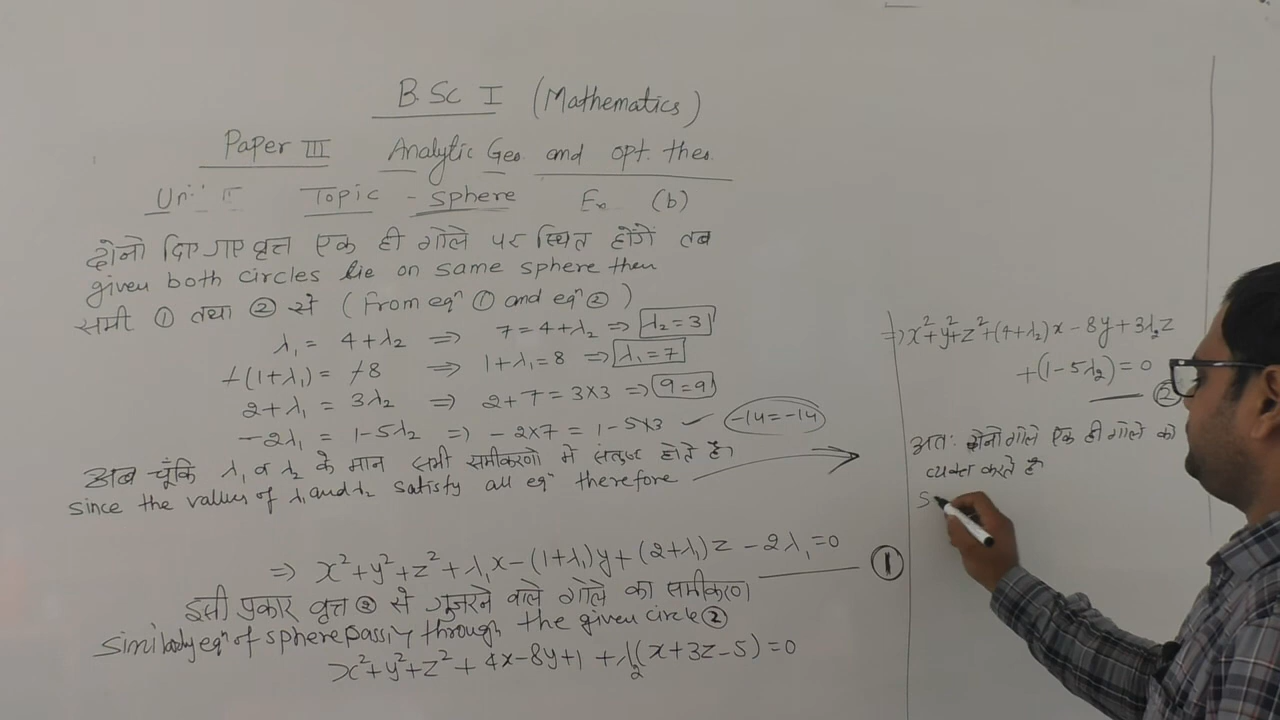 B.Sc I (Mathematics)
Paper III Analytic Geo. and opt. theo.
Topic - Sphere Ex (b)
दोनो दिए गए वृत्त एक ही गोले पर स्थित होंगें तब
given both circles lie on same sphere then
समी ① तथा ② से (From eqⁿ ① and eqⁿ ②)
λ₁ = 4+λ₂ ⇒ 7=4+λ₂ ⇒ λ₂=3
-(1+λ₁) = -8 ⇒ 1+λ₁=8 ⇒ λ₁=7
2+λ₁ = 3λ₂ ⇒ 2+7=3×3 ⇒ 9=9
-2λ₁ = 1-5λ₂ ⇒ -2×7 = 1-5×3 ✓ -14=-14
अब चूँकि λ₁ व λ₂ के मान सभी समीकरणो में संतुष्ट होते है।
since the values of λ₁ and λ₂ satisfy all eqⁿ therefore
⇒ x²+y²+z²+λ₁x-(1+λ₁)y+(2+λ₁)z-2λ₁=0 ①
इसी प्रकार वृत्त ② से गुजरने वाले गोले का समीकरण
eqⁿ of sphere through the given circle ②
x²+y²+z²+4x-8y+1+λ₂(x+3z-5)=0
⇒ x²+y²+z²+(4+λ₂)x-8y+3λ₂z
+(1-5λ₂)=0 ②
अतः दोनो गोले एक ही गोले को
व्यक्त करते है
S